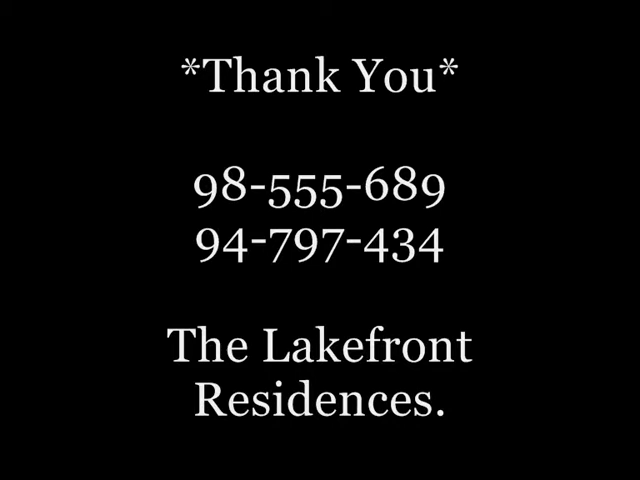 *Thank You*
98-555-689
94-797-434
The Lakefront
Residences.